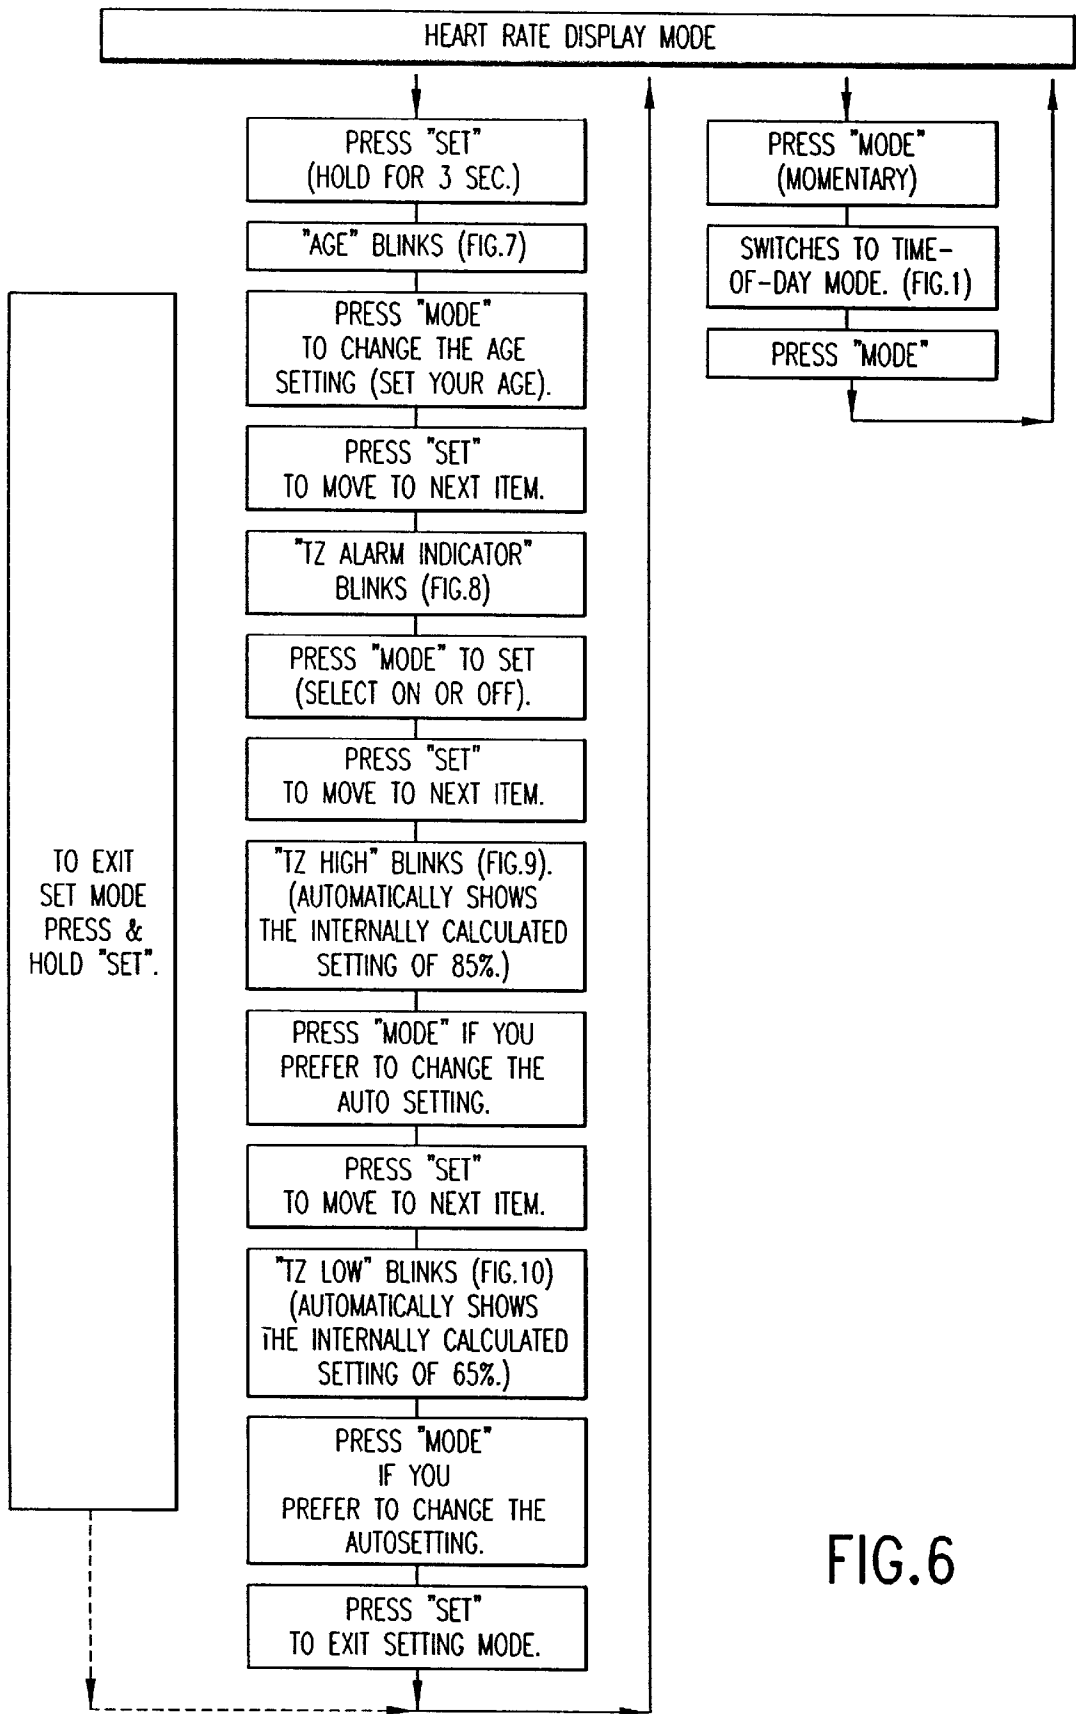 HEART RATE DISPLAY MODE
PRESS "SET"
(HOLD FOR 3 SEC.)
"AGE" BLINKS (FIG.7)
PRESS "MODE"
TO CHANGE THE AGE
SETTING (SET YOUR AGE).
PRESS "SET"
TO MOVE TO NEXT ITEM.
"TZ ALARM INDICATOR"
BLINKS (FIG.8)
PRESS "MODE" TO SET
(SELECT ON OR OFF).
PRESS "SET"
TO MOVE TO NEXT ITEM.
"TZ HIGH" BLINKS (FIG.9).
(AUTOMATICALLY SHOWS
THE INTERNALLY CALCULATED
SETTING OF 85%.)
PRESS "MODE" IF YOU
PREFER TO CHANGE THE
AUTO SETTING.
PRESS "SET"
TO MOVE TO NEXT ITEM.
"TZ LOW" BLINKS (FIG.10)
(AUTOMATICALLY SHOWS
THE INTERNALLY CALCULATED
SETTING OF 65%.)
PRESS "MODE"
IF YOU
PREFER TO CHANGE THE
AUTOSETTING.
PRESS "SET"
TO EXIT SETTING MODE.
TO EXIT
SET MODE
PRESS &
HOLD "SET".
PRESS "MODE"
(MOMENTARY)
SWITCHES TO TIME-
OF-DAY MODE. (FIG.1)
PRESS "MODE"
FIG.6